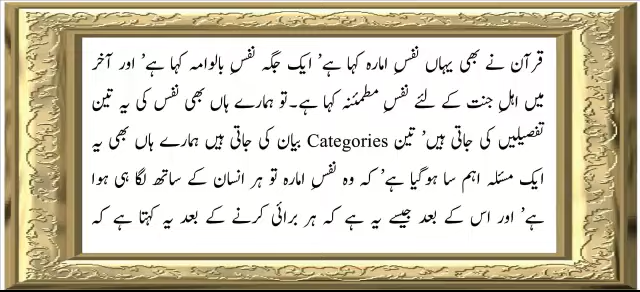 قرآن نے بھی یہاں نفسِ امارہ کہا ہے’ ایک جگہ نفسِ بالوامہ کہا ہے’ اور آخر
میں اہلِ جنت کے لئے نفسِ مطمئنہ کہا ہے۔تو ہمارے ہاں بھی نفس کی یہ تین
تفصیلیں کی جاتی ہیں’ تین Categories بیان کی جاتی ہیں ہمارے ہاں بھی یہ
ایک مسئلہ اہم سا ہوگیا ہے’ کہ وہ نفسِ امارہ تو ہر انسان کے ساتھ لگا ہی ہوا
ہے’ اور اس کے بعد جیسے یہ ہے کہ ہر برائی کرنے کے بعد یہ کہتا ہے کہ